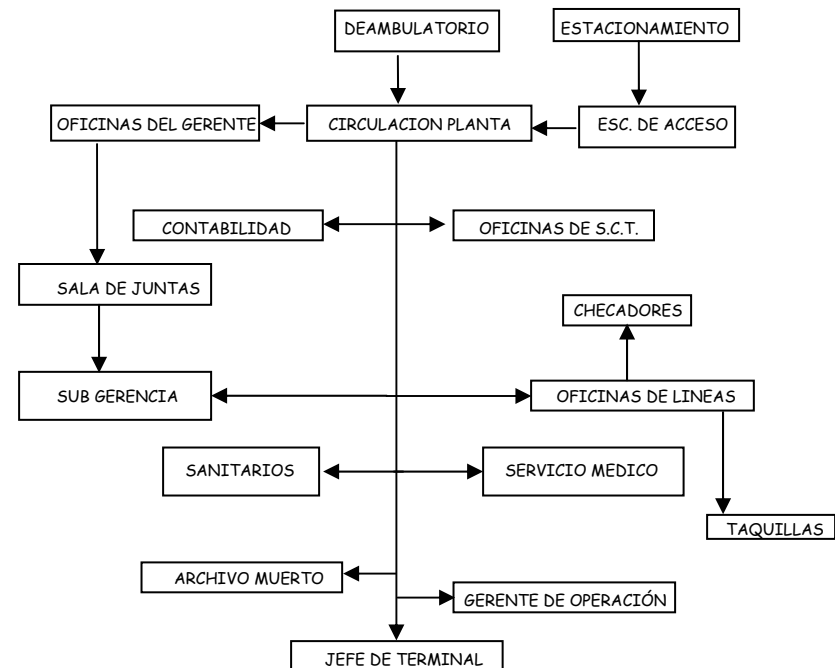 DEAMBULATORIO
ESTACIONAMIENTO
OFICINAS DEL GERENTE
CIRCULACION PLANTA
ESC. DE ACCESO
CONTABILIDAD
OFICINAS DE S.C.T.
SALA DE JUNTAS
CHECADORES
SUB GERENCIA
OFICINAS DE LINEAS
SANITARIOS
SERVICIO MEDICO
TAQUILLAS
ARCHIVO MUERTO
GERENTE DE OPERACIÓN
JEFE DE TERMINAL